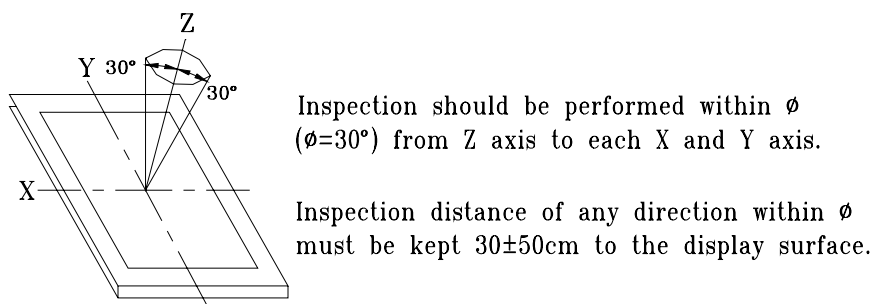 Z
Y 30°
30°
X
Inspection should be performed within ϕ
(ϕ=30°) from Z axis to each X and Y axis.
Inspection distance of any direction within ϕ
must be kept 30±50cm to the display surface.